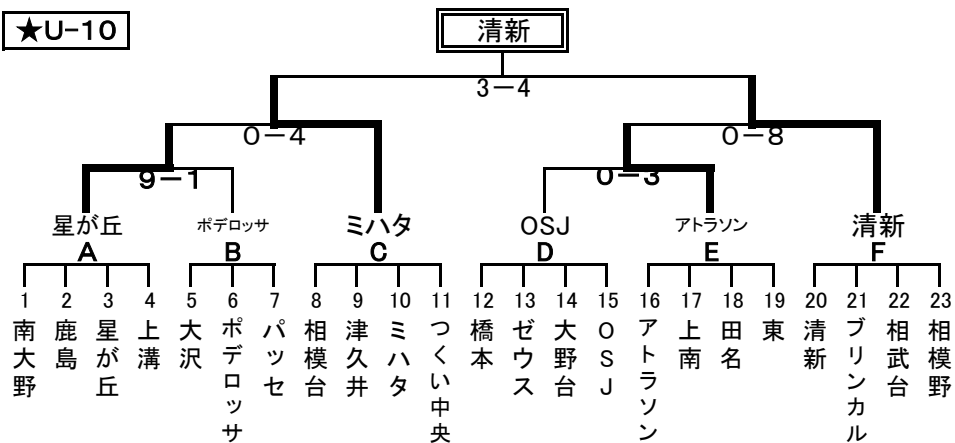 ★U-10
清新
3-4
0-4
0-8
9-1
0-3
星が丘
ポデロッサ
ミハタ
OSJ
アトラソン
清新
A
B
C
D
E
F
1 2 3 4 5 6 7 8 9 10 11 12 13 14 15 16 17 18 19 20 21 22 23
南大野
鹿島
星が丘
上溝
大沢
ポデロッサ
パッセ
相模台
津久井
ミハタ
つくい中央
橋本
ゼウス
大野台
OSJ
アトラソン
上南
田名
東
清新
ブリンカル
相武台
相模野